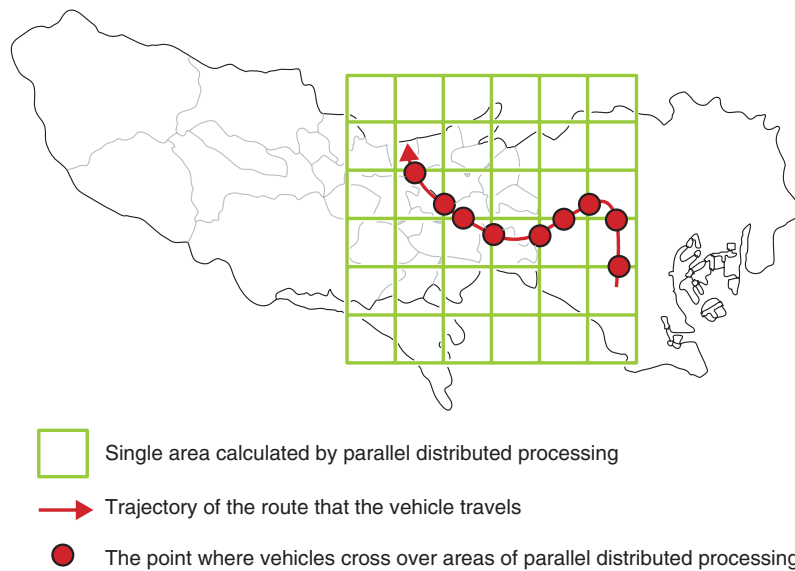 Single area calculated by parallel distributed processing
Trajectory of the route that the vehicle travels
The point where vehicles cross over areas of parallel distributed processing